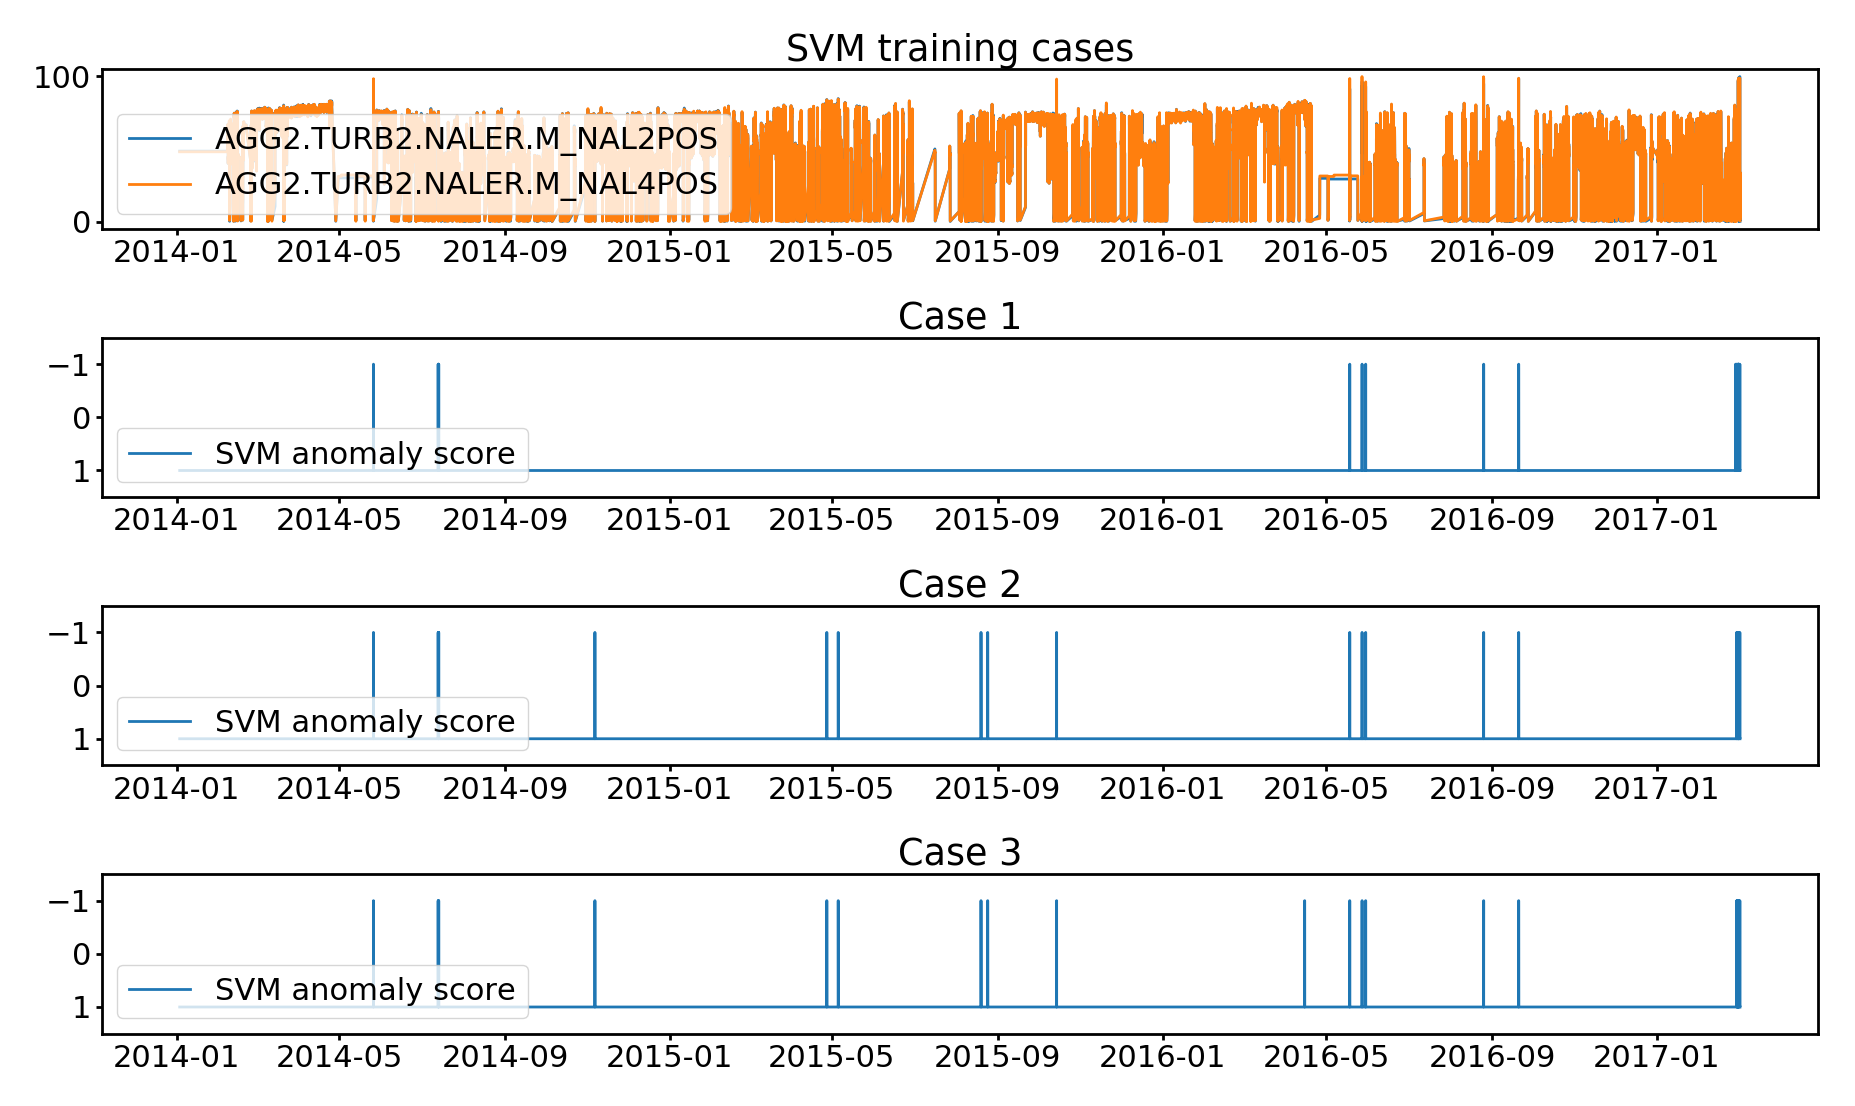 SVM training cases
100
AGG2.TURB2.NALER.M_NAL2POS
AGG2.TURB2.NALER.M_NAL4POS
0
2014-01 2014-05 2014-09 2015-01 2015-05 2015-09 2016-01 2016-05 2016-09 2017-01
Case 1
−1
0
SVM anomaly score
1
2014-01 2014-05 2014-09 2015-01 2015-05 2015-09 2016-01 2016-05 2016-09 2017-01
Case 2
−1
0
SVM anomaly score
1
2014-01 2014-05 2014-09 2015-01 2015-05 2015-09 2016-01 2016-05 2016-09 2017-01
Case 3
−1
0
SVM anomaly score
1
2014-01 2014-05 2014-09 2015-01 2015-05 2015-09 2016-01 2016-05 2016-09 2017-01